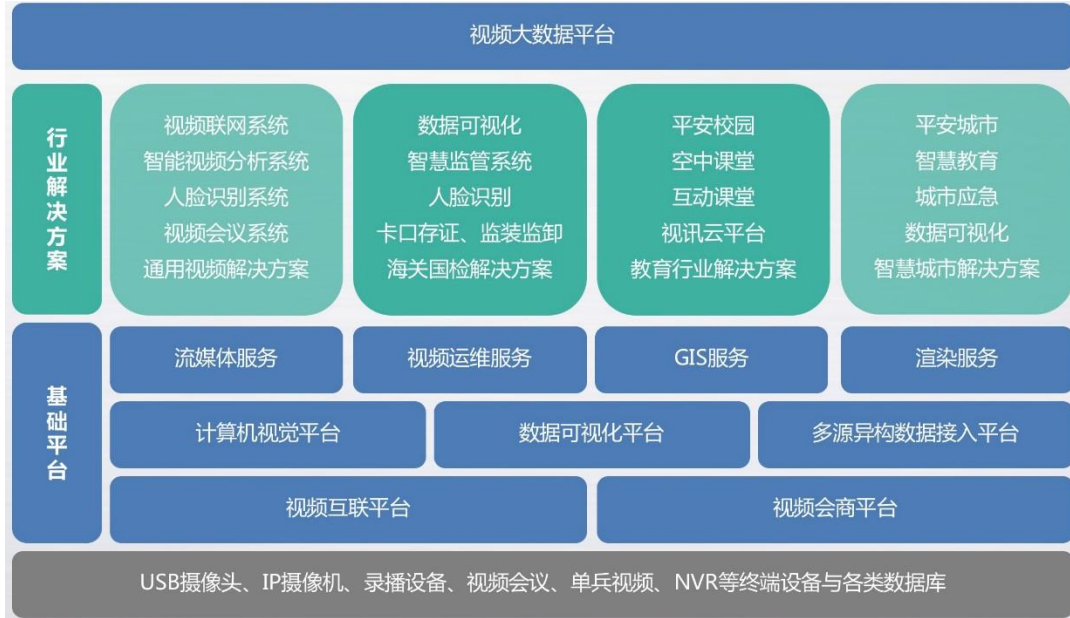 视频大数据平台
行业解决方案
视频联网系统
智能视频分析系统
人脸识别系统
视频会议系统
通用视频解决方案
数据可视化
智慧监管系统
人脸识别
卡口存证、监装监卸
海关国检解决方案
平安校园
空中课堂
互动课堂
视讯云平台
教育行业解决方案
平安城市
智慧教育
城市应急
数据可视化
智慧城市解决方案
基础平台
流媒体服务
视频运维服务
GIS服务
渲染服务
计算机视觉平台
数据可视化平台
多源异构数据接入平台
视频互联平台
视频会商平台
USB摄像头、IP摄像机、录播设备、视频会议、单兵视频、NVR等终端设备与各类数据库